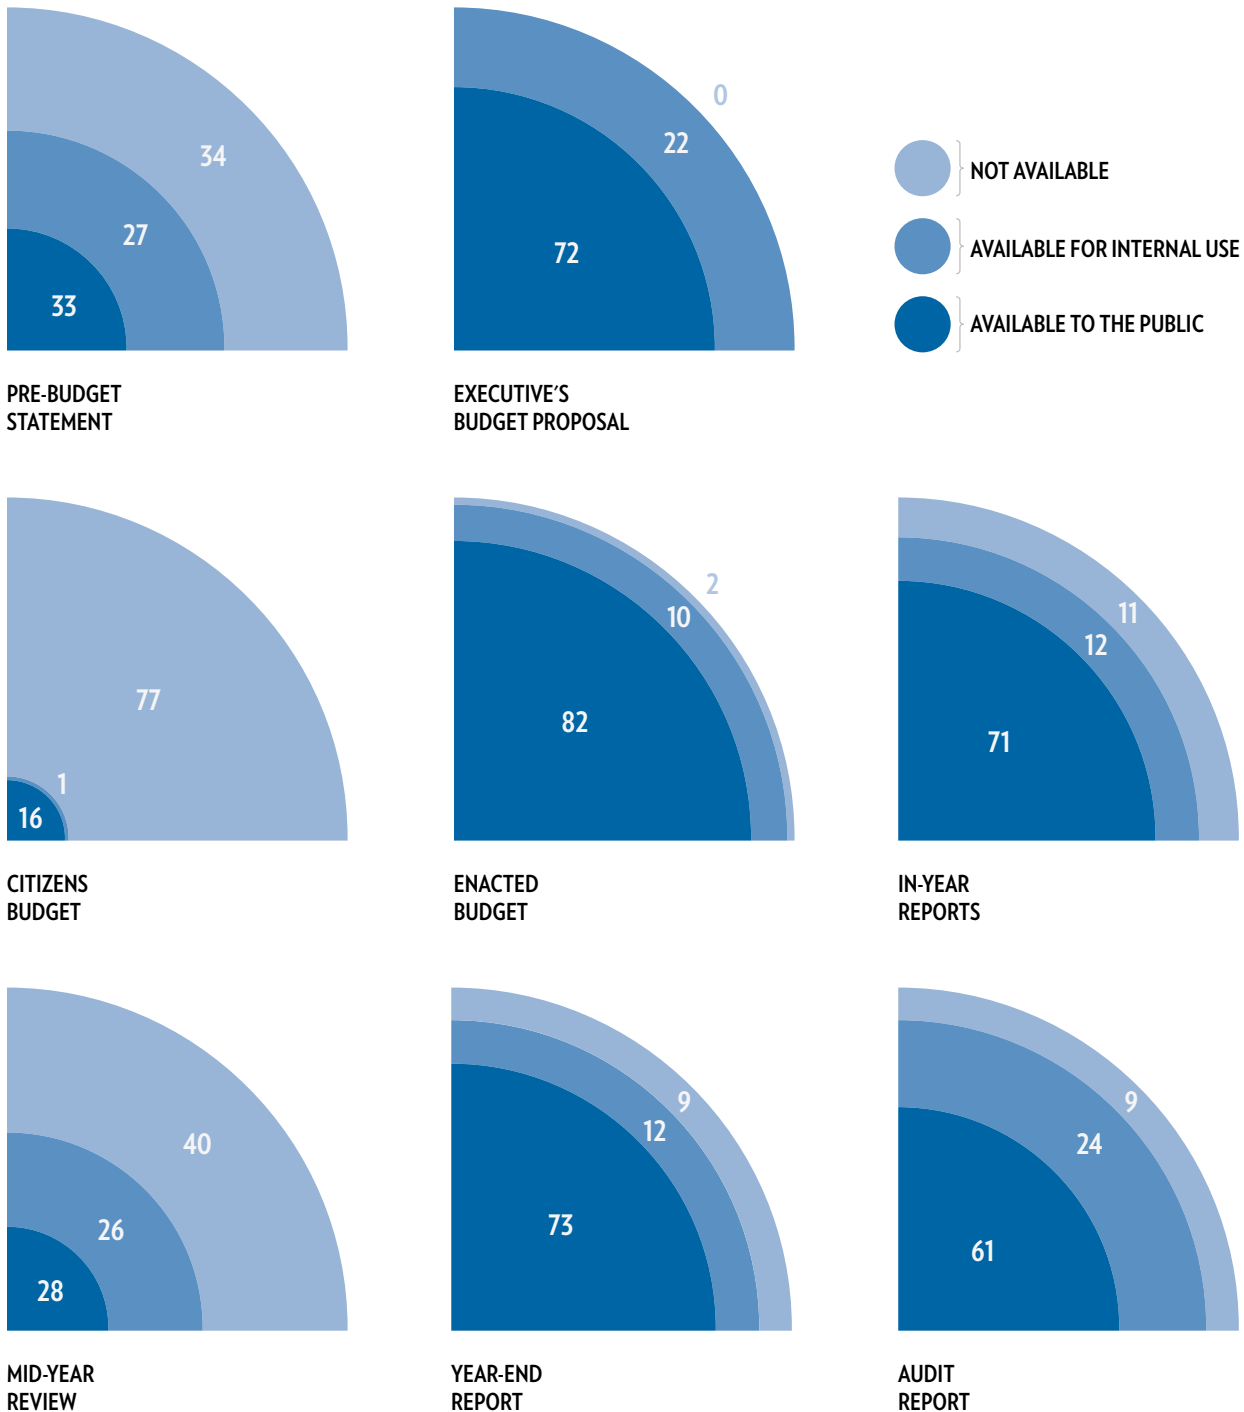 34
27
33
PRE-BUDGET
STATEMENT
0
22
72
EXECUTIVE'S
BUDGET PROPOSAL
NOT AVAILABLE
AVAILABLE FOR INTERNAL USE
AVAILABLE TO THE PUBLIC
77
1
16
CITIZENS
BUDGET
2
10
82
ENACTED
BUDGET
11
12
71
IN-YEAR
REPORTS
40
26
28
MID-YEAR
REVIEW
9
12
73
YEAR-END
REPORT
9
24
61
AUDIT
REPORT